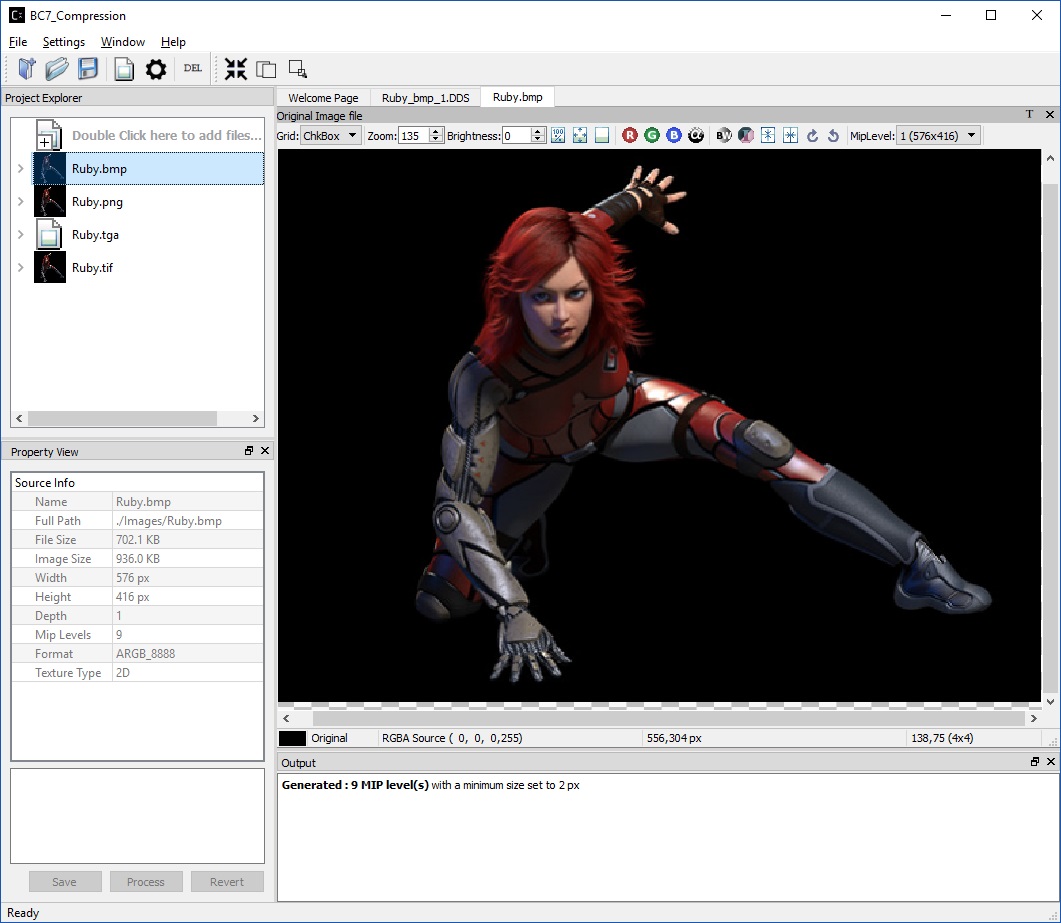 BC7_Compression
File Settings Window Help
DEL
Project Explorer
Double Click here to add files...
Ruby.bmp
Ruby.png
Ruby.tga
Ruby.tif
Property View
Source Info
Name Ruby.bmp
Full Path ./Images/Ruby.bmp
File Size 702.1 KB
Image Size 936.0 KB
Width 576 px
Height 416 px
Depth 1
Mip Levels 9
Format ARGB_8888
Texture Type 2D
Save Process Revert
Welcome Page Ruby_bmp_1.DDS Ruby.bmp
Original Image file
Grid: ChkBox Zoom: 135 Brightness: 0 R G B MipLevel: 1 (576x416)
Original RGBA Source ( 0, 0, 0,255) 556,304 px 138,75 (4x4)
Output
Generated : 9 MIP level(s) with a minimum size set to 2 px
Ready